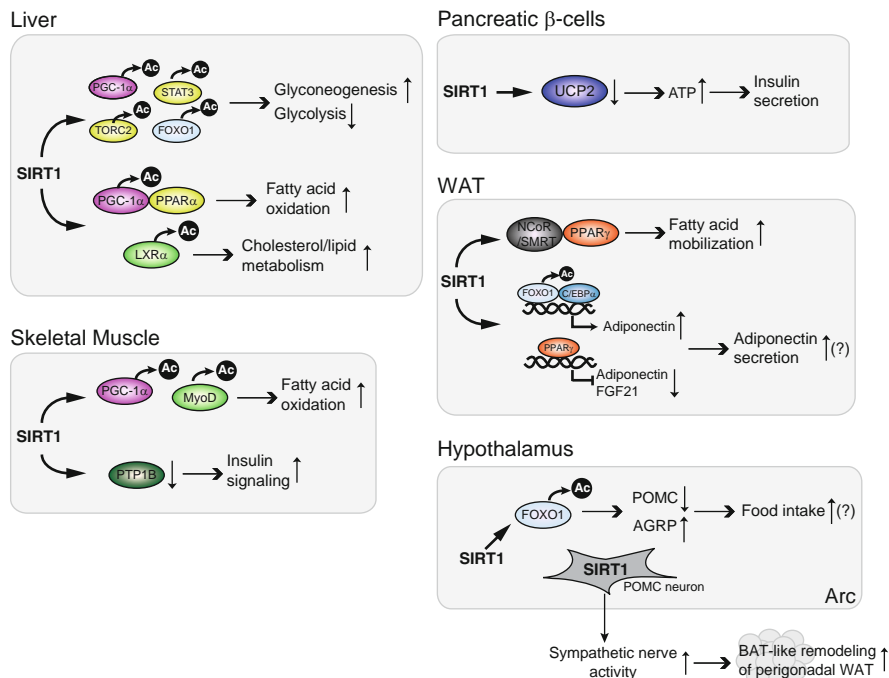 Liver
Ac
Ac
PGC-1α
STAT3
Ac
Ac
TORC2
FOXO1
Glyconeogenesis ↑
Glycolysis ↓
SIRT1
Ac
PGC-1α PPARα
Fatty acid
oxidation ↑
Ac
LXRα
Cholesterol/lipid
metabolism ↑
Skeletal Muscle
Ac
Ac
PGC-1α
MyoD
Fatty acid
oxidation ↑
SIRT1
PTP1B ↓
Insulin
signaling ↑
Pancreatic β-cells
SIRT1
UCP2 ↓
ATP ↑
Insulin
secretion
WAT
NCoR
/SMRT
PPARγ
Fatty acid
mobilization ↑
SIRT1
Ac
FOXO1 C/EBPα
Adiponectin ↑
PPARγ
Adiponectin
FGF21 ↓
Adiponectin
secretion ↑(?)
Hypothalamus
Ac
FOXO1
SIRT1
POMC ↓
AGRP ↑
Food intake ↑(?)
SIRT1
POMC neuron
Arc
Sympathetic nerve
activity ↑
BAT-like remodeling
of perigonadal WAT ↑